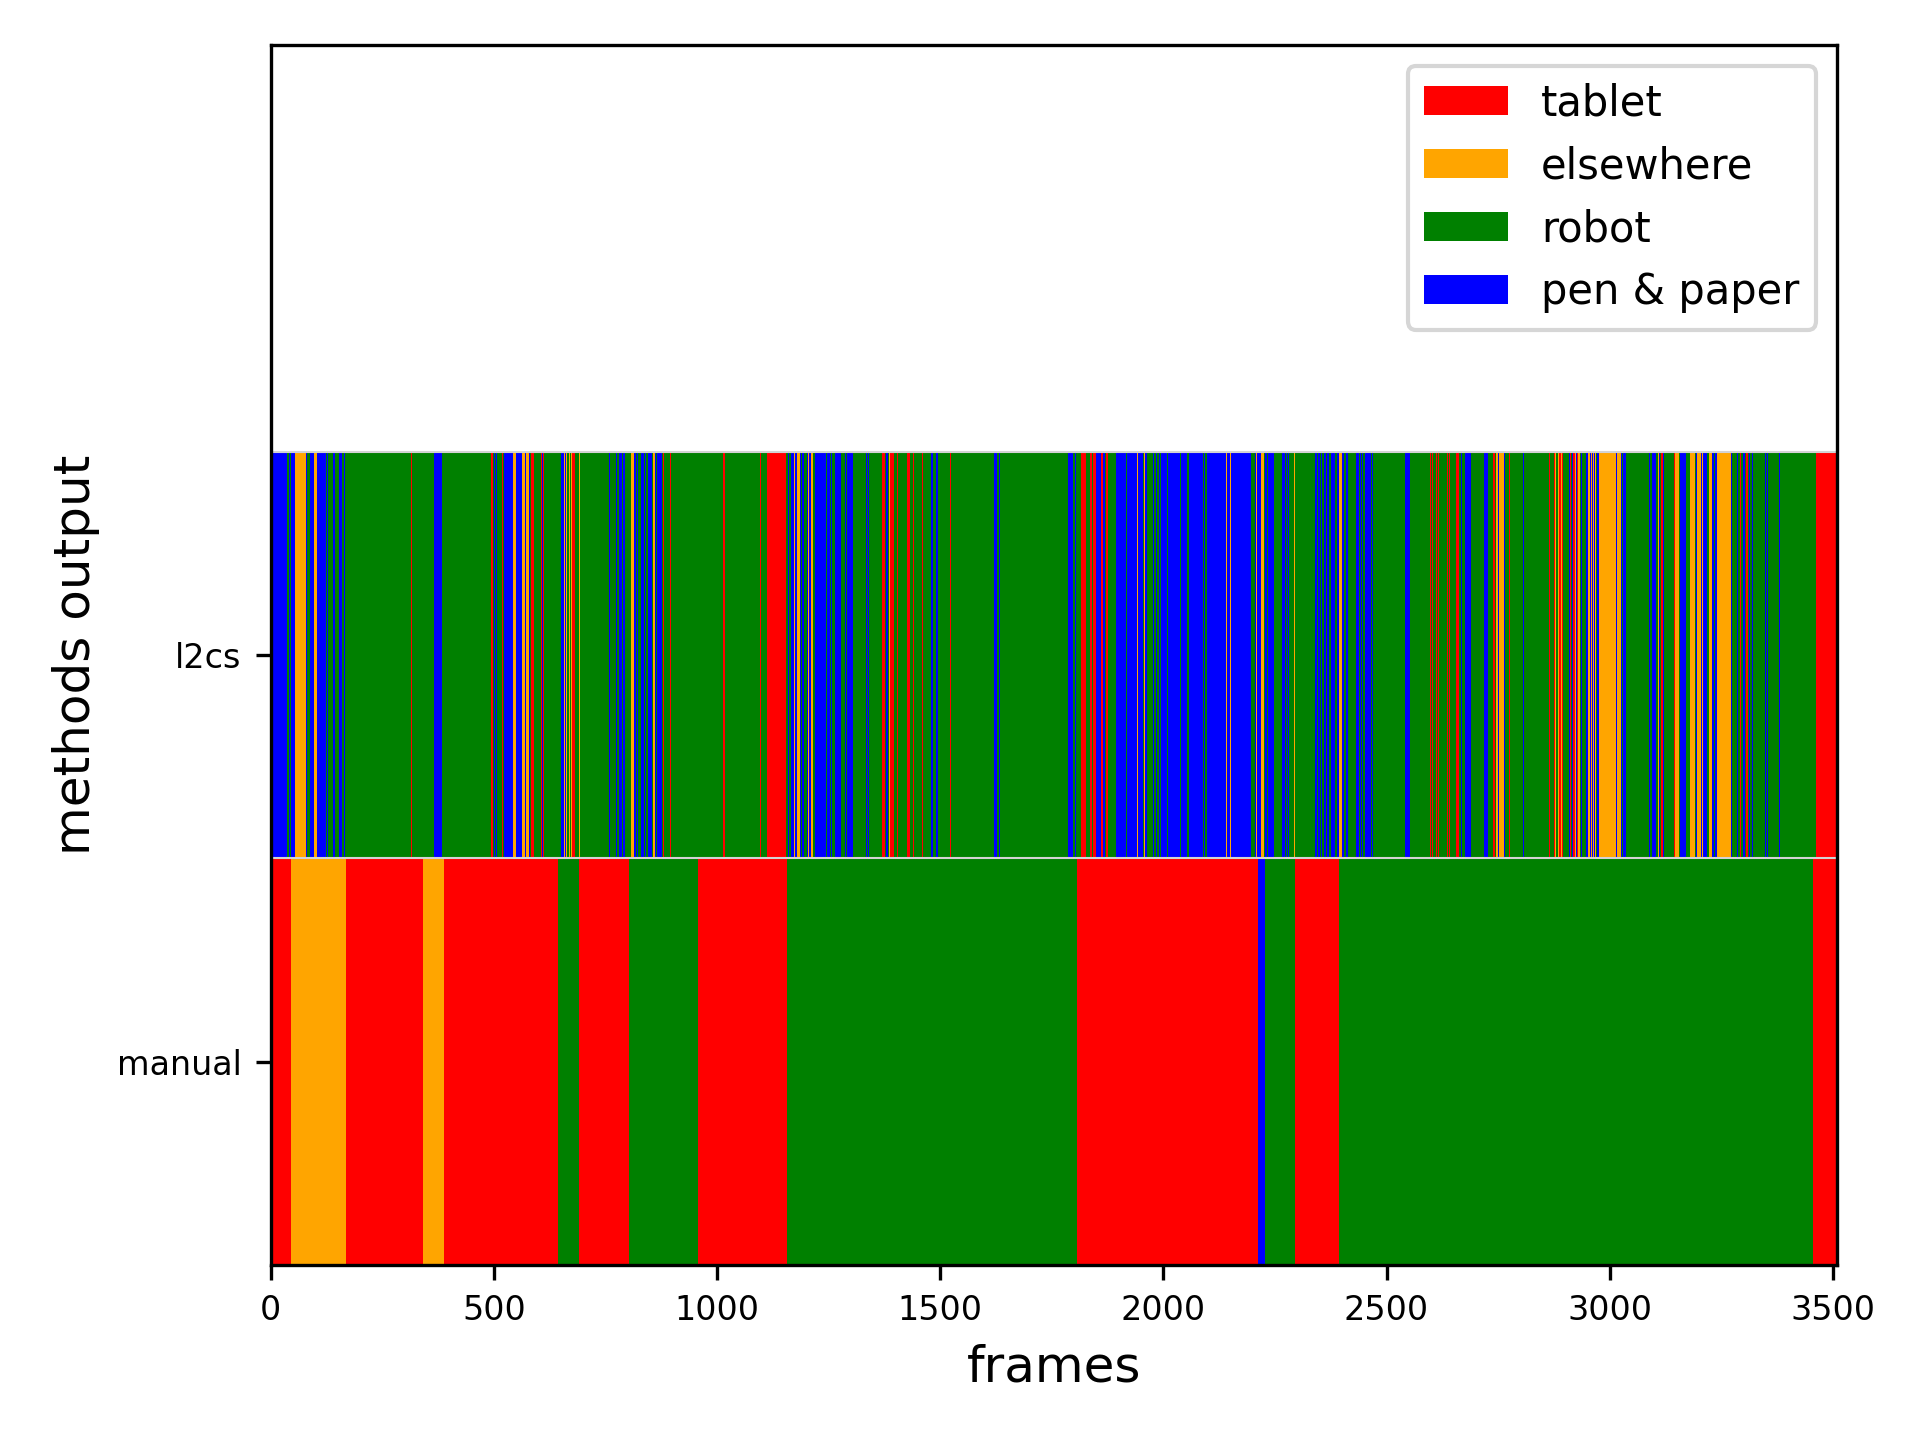 tablet
elsewhere
robot
pen & paper
methods output
l2cs
manual
0 500 1000 1500 2000 2500 3000 3500
frames